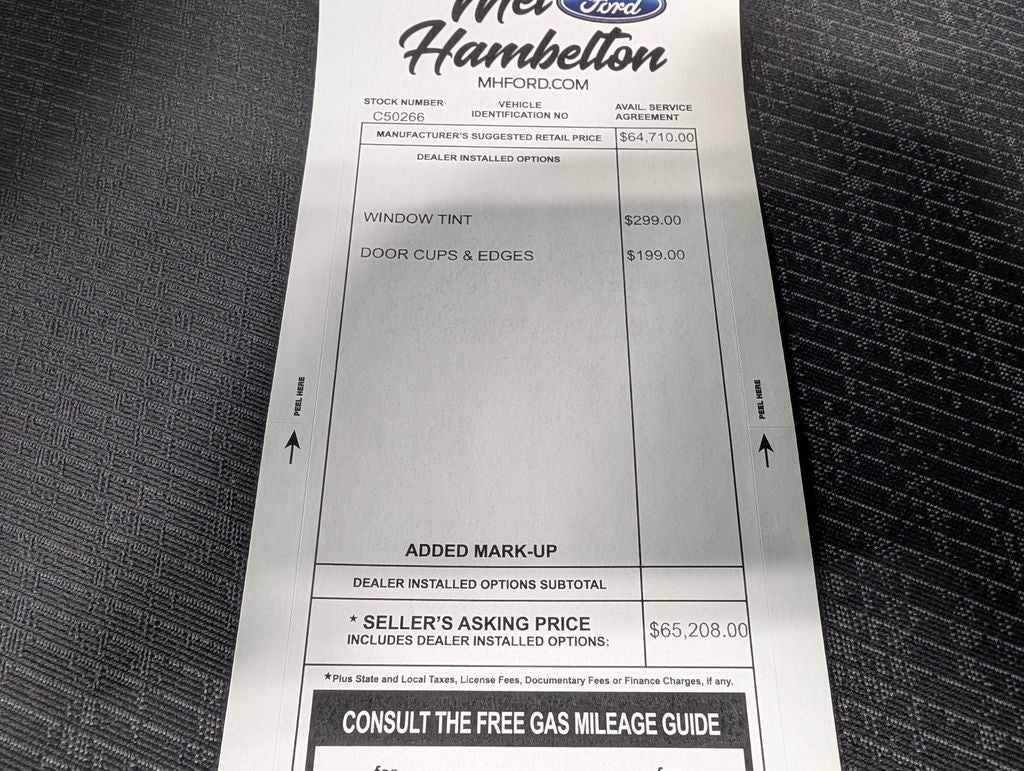 Mel Ford
Hambelton
MHFORD.COM
STOCK NUMBER
C50266
VEHICLE
IDENTIFICATION NO
AVAIL. SERVICE
AGREEMENT
MANUFACTURER'S SUGGESTED RETAIL PRICE $64,710.00
DEALER INSTALLED OPTIONS
WINDOW TINT $299.00
DOOR CUPS & EDGES $199.00
PEEL HERE
PEEL HERE
ADDED MARK-UP
DEALER INSTALLED OPTIONS SUBTOTAL
* SELLER'S ASKING PRICE
INCLUDES DEALER INSTALLED OPTIONS:
$65,208.00
*Plus State and Local Taxes, License Fees, Documentary Fees or Finance Charges, if any.
CONSULT THE FREE GAS MILEAGE GUIDE